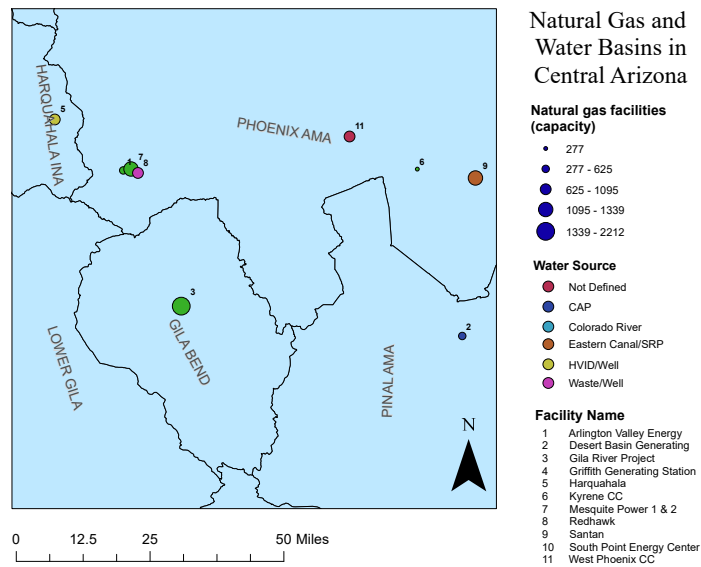 Natural Gas and
Water Basins in
Central Arizona
Natural gas facilities
(capacity)
277
277 - 625
625 - 1095
1095 - 1339
1339 - 2212
Water Source
Not Defined
CAP
Colorado River
Eastern Canal/SRP
HVID/Well
Waste/Well
Facility Name
1 Arlington Valley Energy
2 Desert Basin Generating
3 Gila River Project
4 Griffith Generating Station
5 Harquahala
6 Kyrene CC
7 Mesquite Power 1 & 2
8 Redhawk
9 Santan
10 South Point Energy Center
11 West Phoenix CC
HARQUAHALA INA
5
PHOENIX AMA
11
7
1
8
6
9
3
GILA BEND
LOWER GILA
PINAL AMA
2
N
0 12.5 25 50 Miles